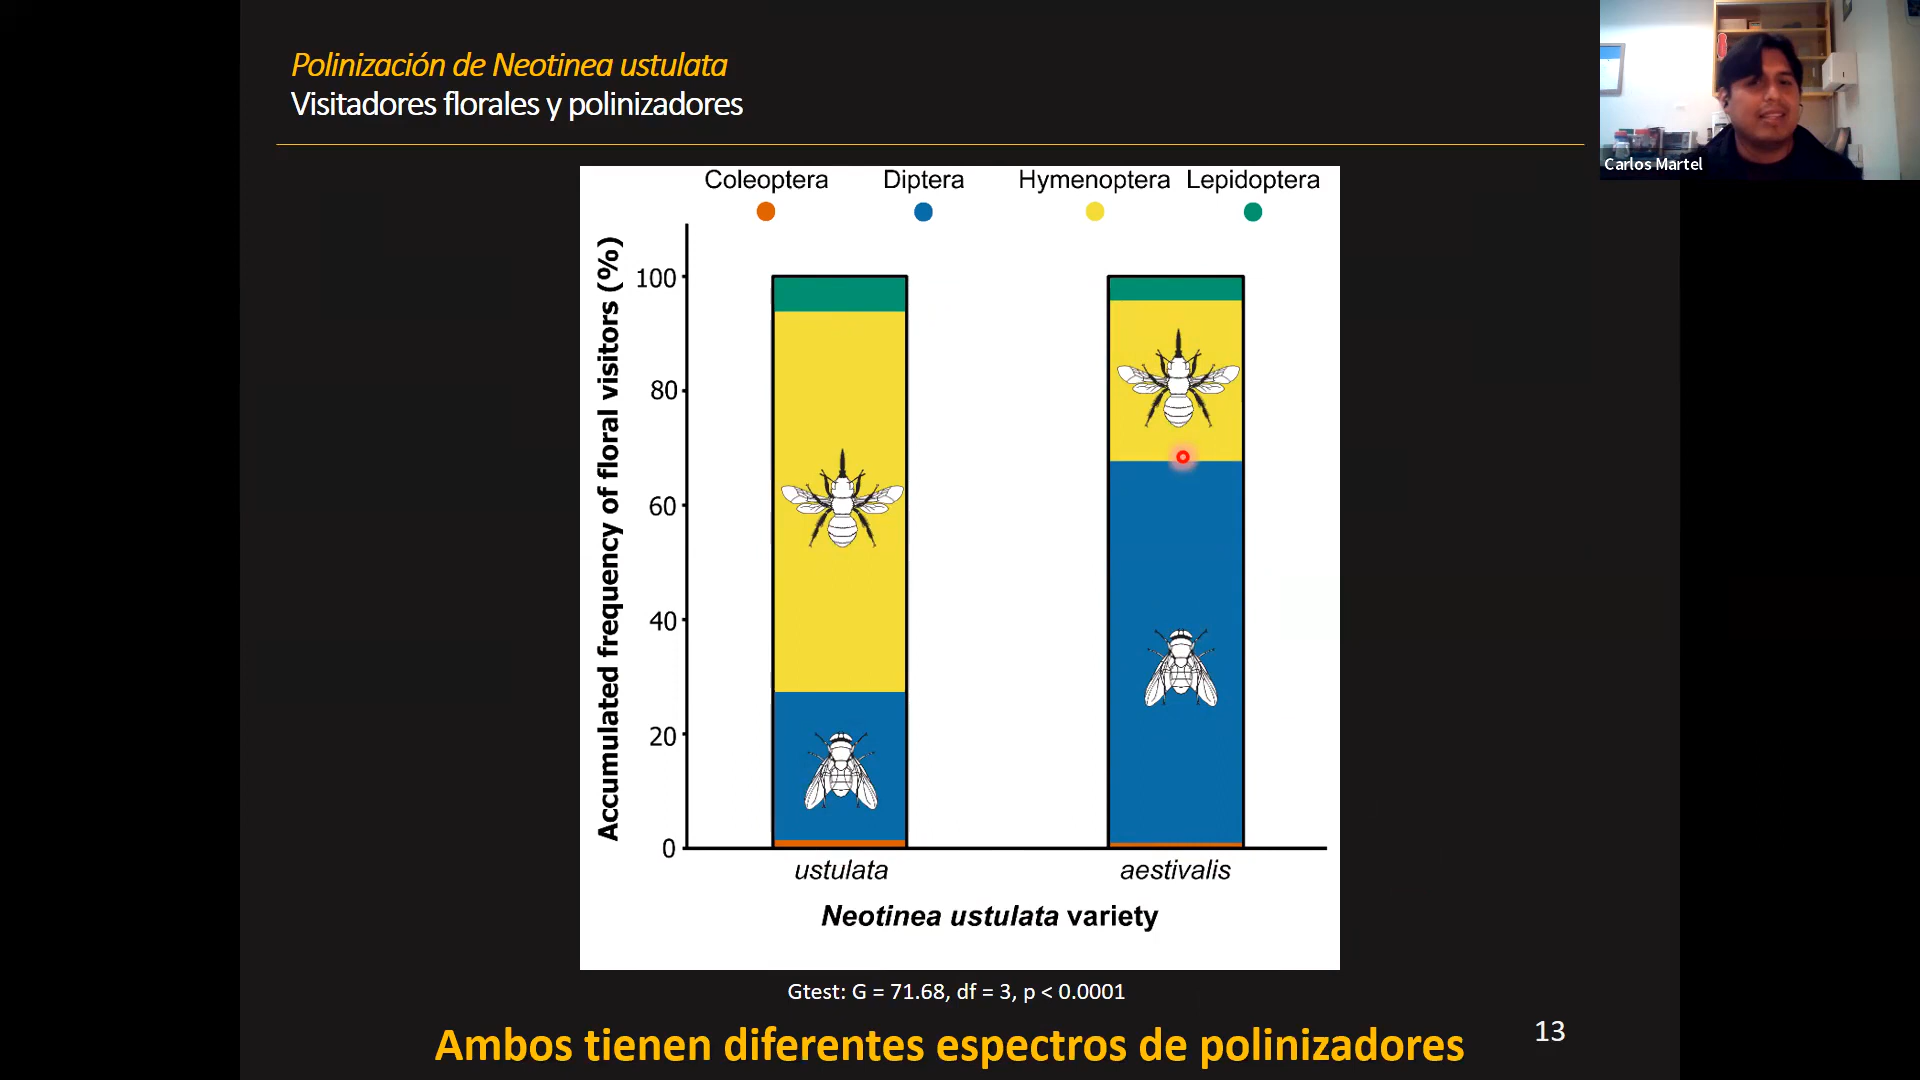 Polinización de Neotinea ustulata
Visitadores florales y polinizadores
Carlos Martel
Coleoptera Diptera Hymenoptera Lepidoptera
Accumulated frequency of floral visitors (%)
100
80
60
40
20
0
ustulata aestivalis
Neotinea ustulata variety
Gtest: G = 71.68, df = 3, p < 0.0001
Ambos tienen diferentes espectros de polinizadores
13